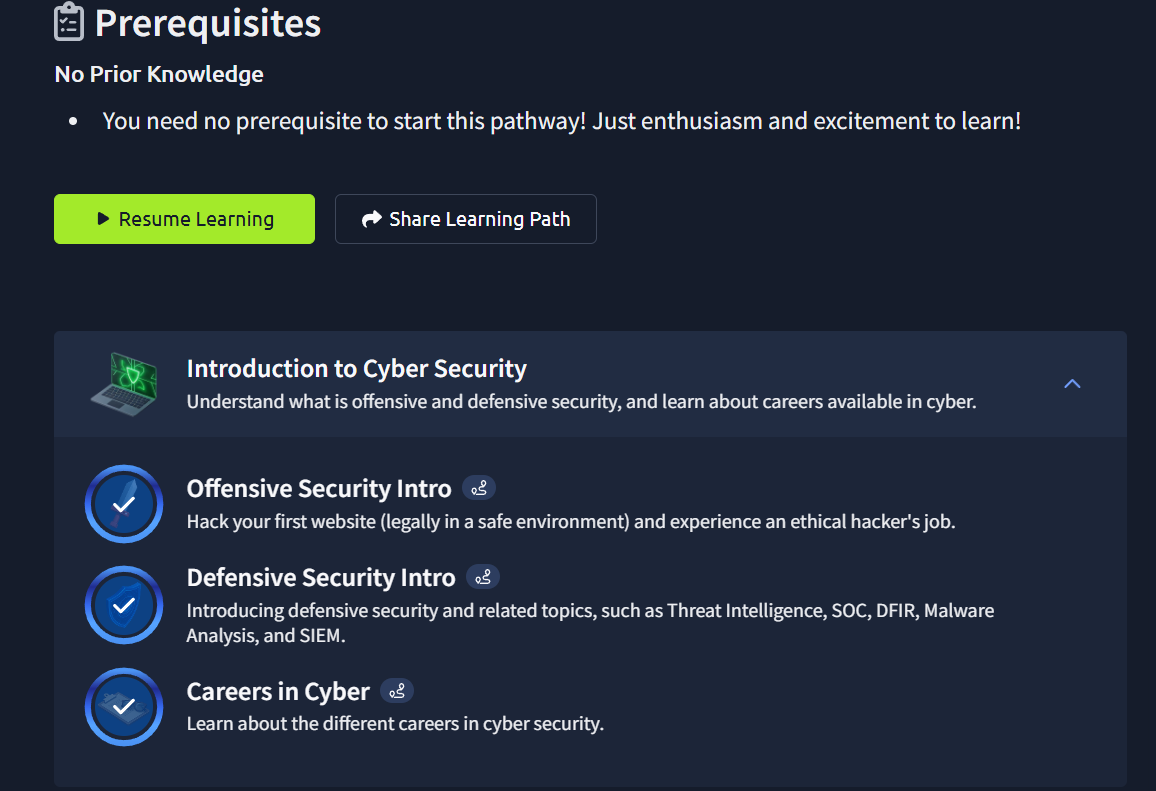 Prerequisites
No Prior Knowledge
You need no prerequisite to start this pathway! Just enthusiasm and excitement to learn!
Resume Learning
Share Learning Path
Introduction to Cyber Security
Understand what is offensive and defensive security, and learn about careers available in cyber.
Offensive Security Intro
Hack your first website (legally in a safe environment) and experience an ethical hacker's job.
Defensive Security Intro
Introducing defensive security and related topics, such as Threat Intelligence, SOC, DFIR, Malware
Analysis, and SIEM.
Careers in Cyber
Learn about the different careers in cyber security.